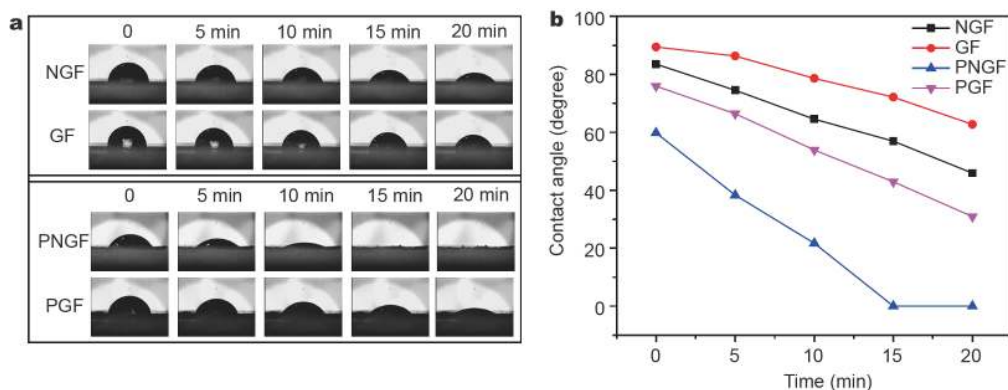 a
0 5 min 10 min 15 min 20 min
NGF
GF
0 5 min 10 min 15 min 20 min
PNGF
PGF
b
NGF
GF
PNGF
PGF
Contact angle (degree)
100
80
60
40
20
0
0 5 10 15 20
Time (min)